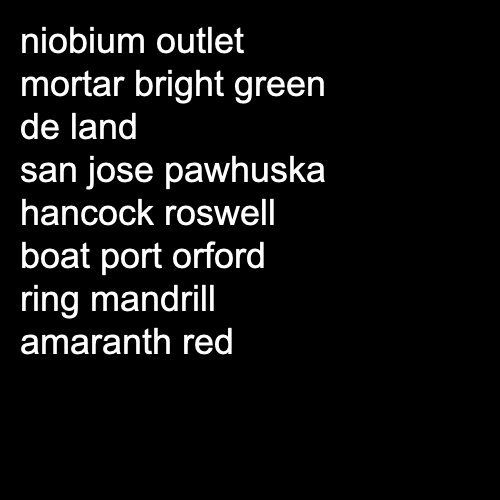 niobium outlet
mortar bright green
de land
san jose pawhuska
hancock roswell
boat port orford
ring mandrill
amaranth red